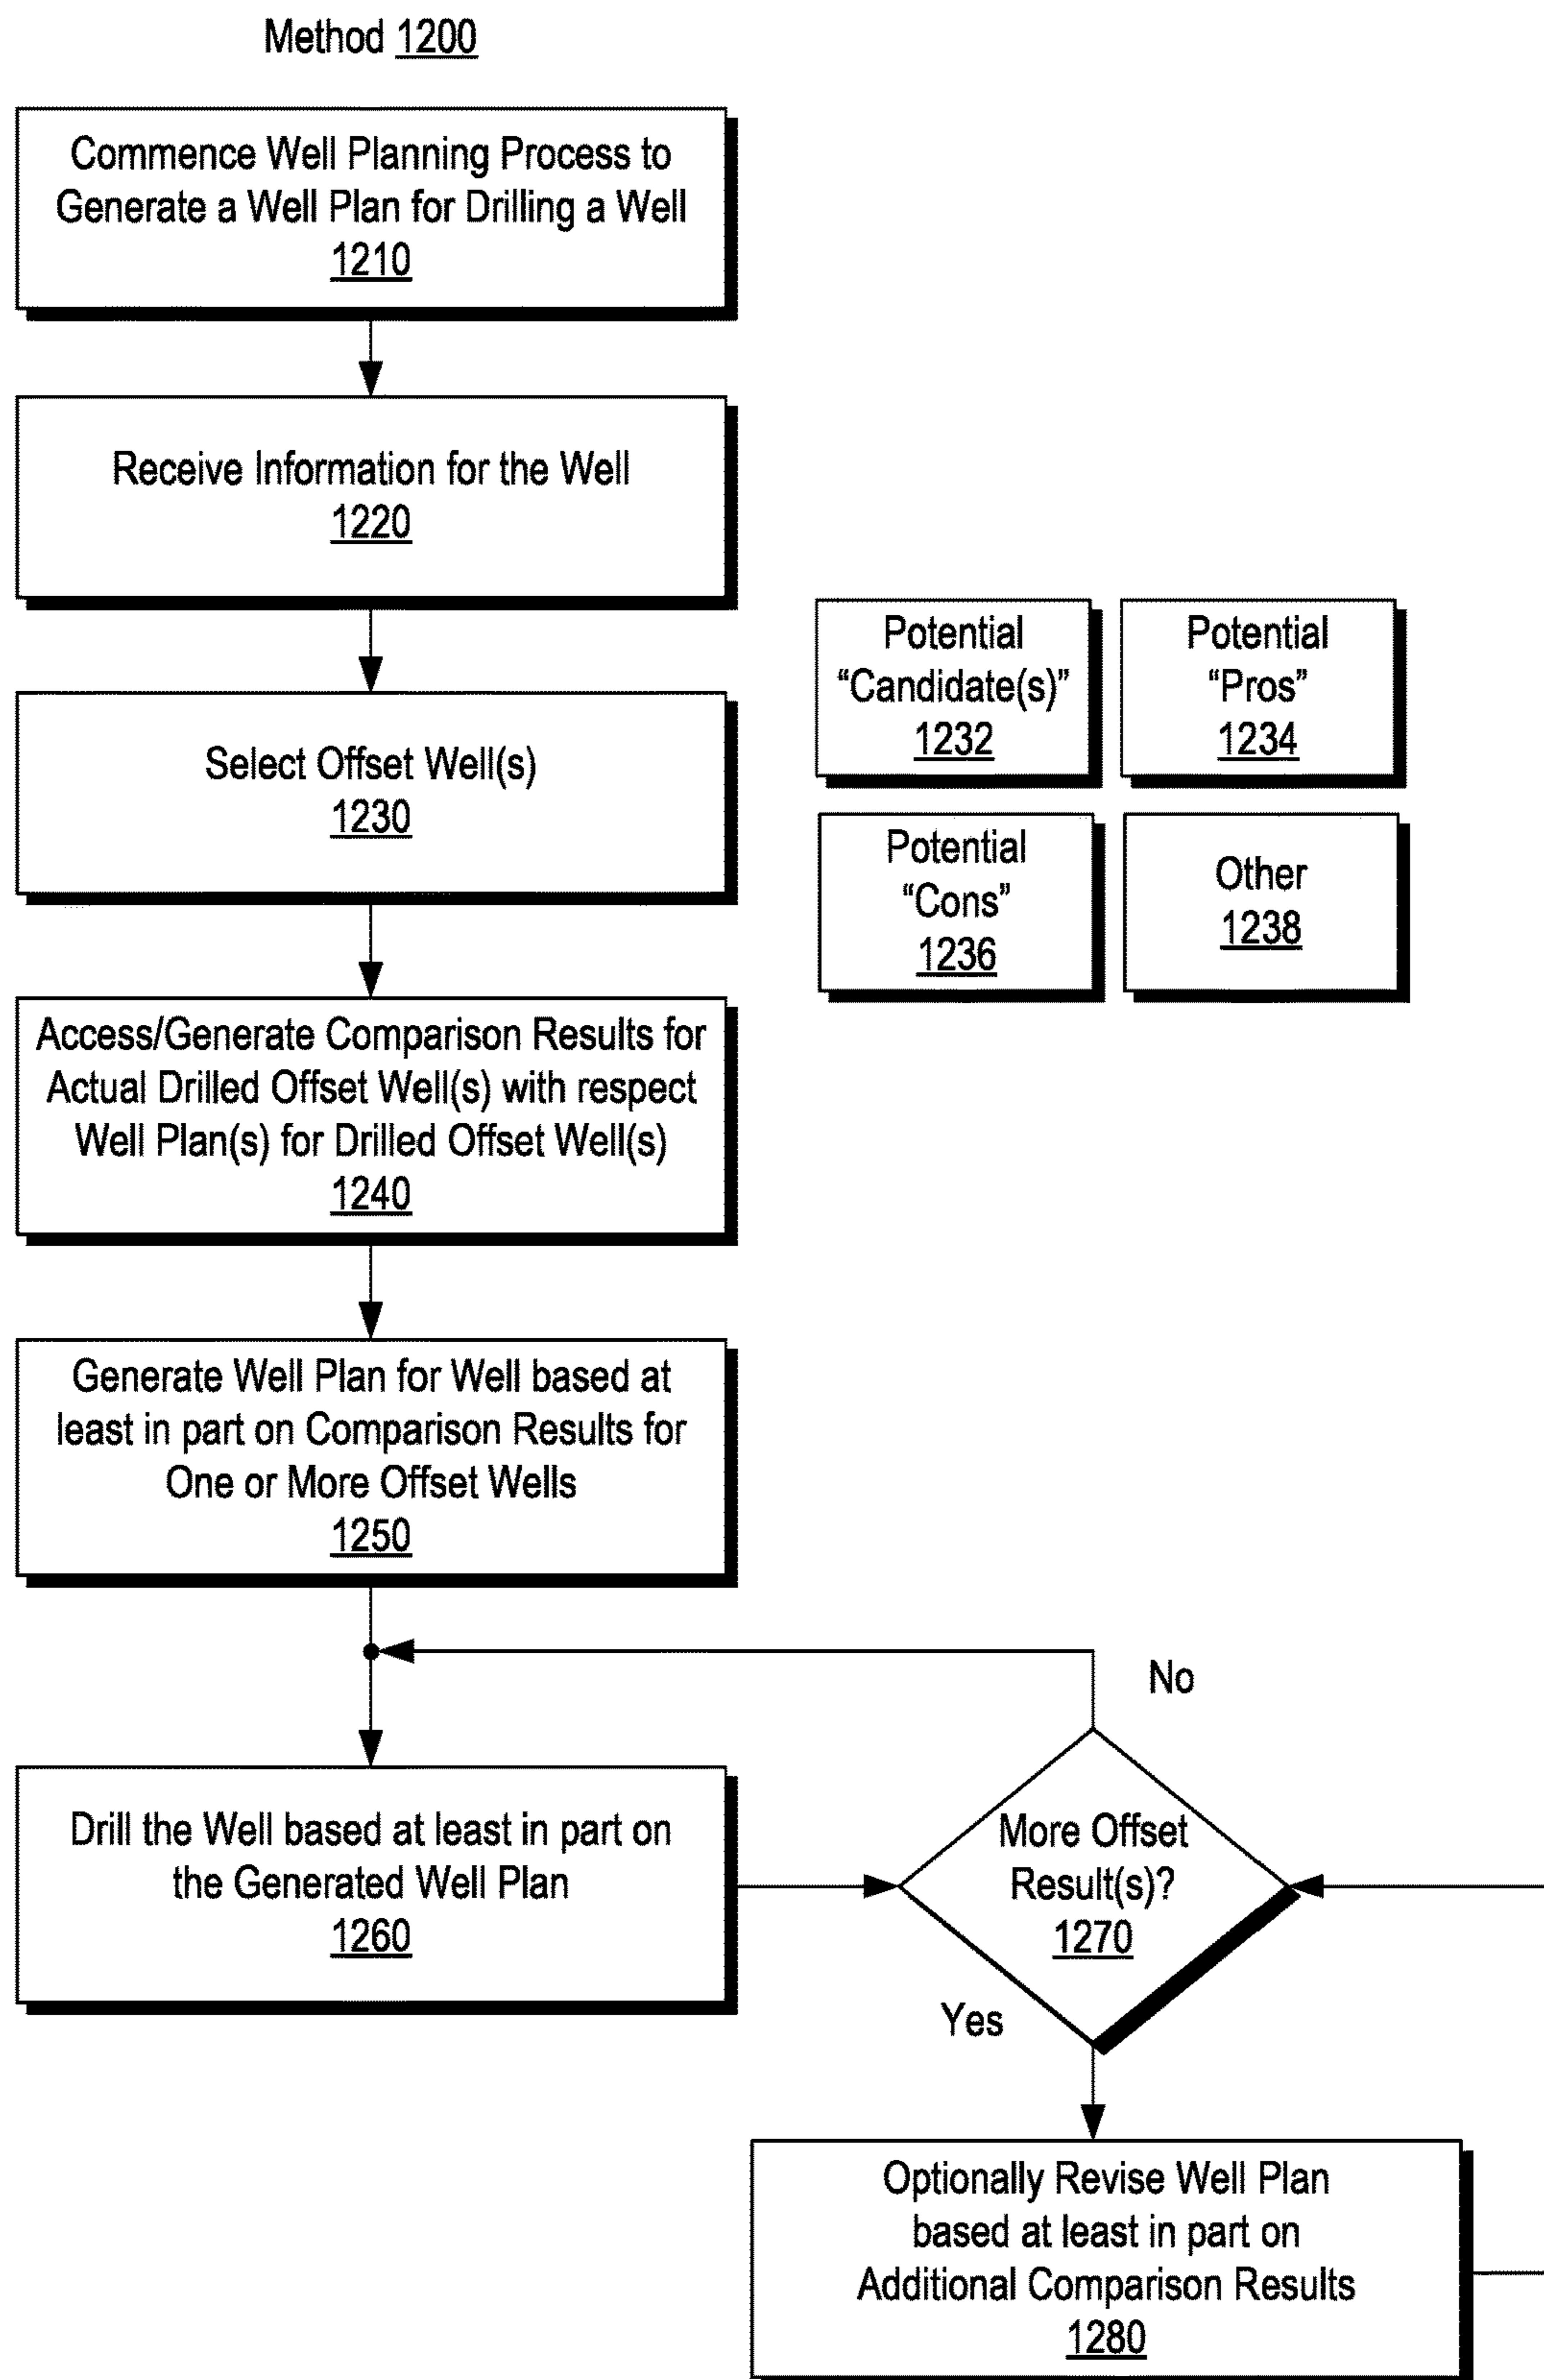 Method 1200
Commence Well Planning Process to
Generate a Well Plan for Drilling a Well
1210
Receive Information for the Well
1220
Select Offset Well(s)
1230
Potential
“Candidate(s)”
1232
Potential
“Pros”
1234
Potential
“Cons”
1236
Other
1238
Access/Generate Comparison Results for
Actual Drilled Offset Well(s) with respect
Well Plan(s) for Drilled Offset Well(s)
1240
Generate Well Plan for Well based at
least in part on Comparison Results for
One or More Offset Wells
1250
Drill the Well based at least in part on
the Generated Well Plan
1260
No
More Offset
Result(s)?
1270
Yes
Optionally Revise Well Plan
based at least in part on
Additional Comparison Results
1280